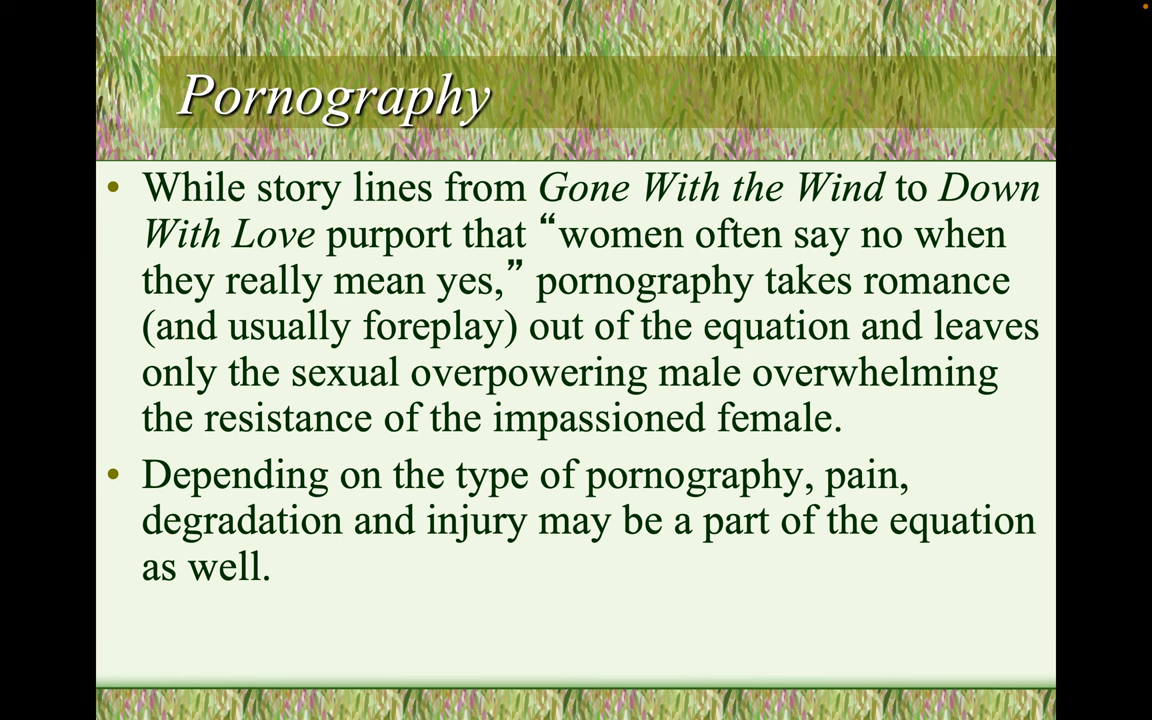 Pornography
• While story lines from Gone With the Wind to Down
With Love purport that “women often say no when
they really mean yes,” pornography takes romance
(and usually foreplay) out of the equation and leaves
only the sexual overpowering male overwhelming
the resistance of the impassioned female.
• Depending on the type of pornography, pain,
degradation and injury may be a part of the equation
as well.